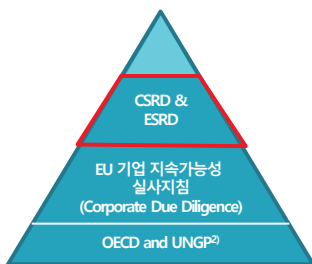 CSRD &
ESRD
EU 기업 지속가능성
실사지침
(Corporate Due Diligence)
OECD and UNGP2)